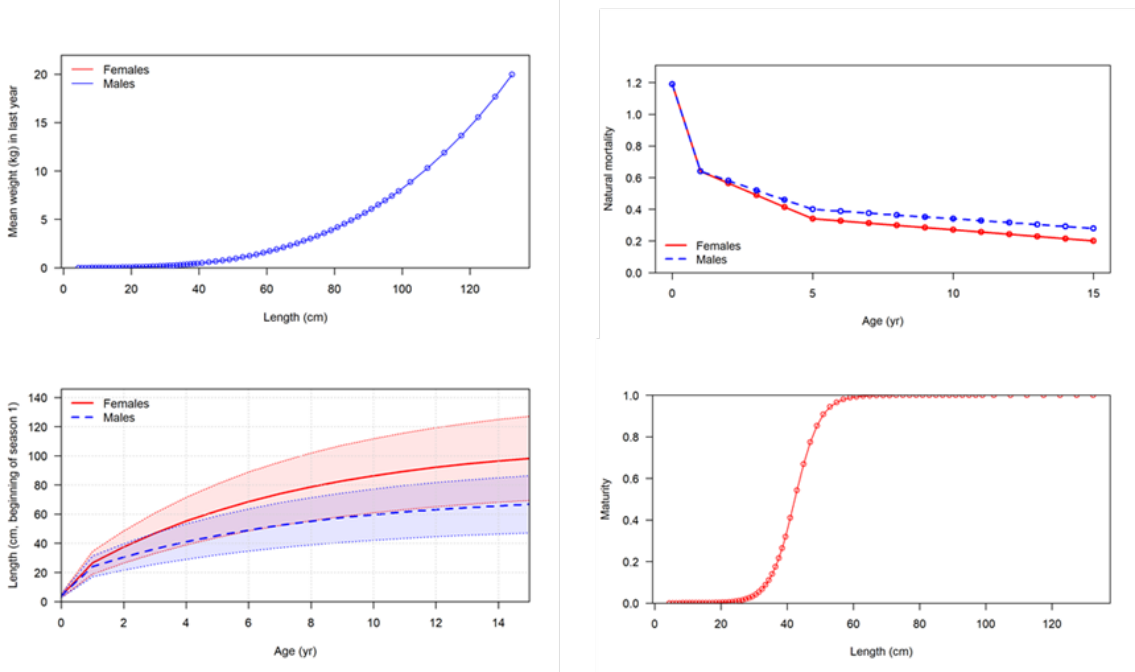 Mean weight (kg) in last year
20
15
10
5
0
Females
Males
0 20 40 60 80 100 120
Length (cm)
Natural mortality
1.2
1.0
0.8
0.6
0.4
0.2
0.0
Females
Males
0 5 10 15
Age (yr)
Length (cm, beginning of season 1)
140
120
100
80
60
40
20
0
Females
Males
0 2 4 6 8 10 12 14
Age (yr)
Maturity
1.0
0.8
0.6
0.4
0.2
0.0
0 20 40 60 80 100 120
Length (cm)